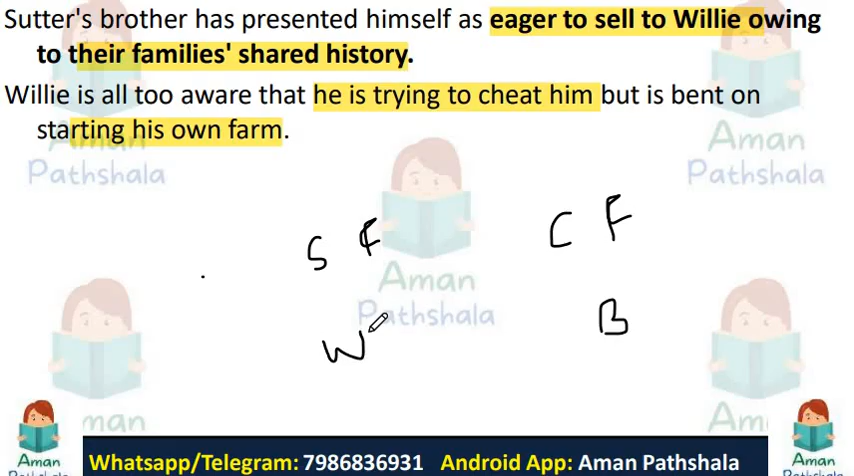 Sutter's brother has presented himself as eager to sell to Willie owing
to their families' shared history.
Willie is all too aware that he is trying to cheat him but is bent on
starting his own farm.
Aman
Pathshala
Aman
Pathshala
S F
C F
Aman
Pathshala
W
B
Aman
Aman
Aman
Aman
Whatsapp/Telegram: 7986836931 Android App: Aman Pathshala